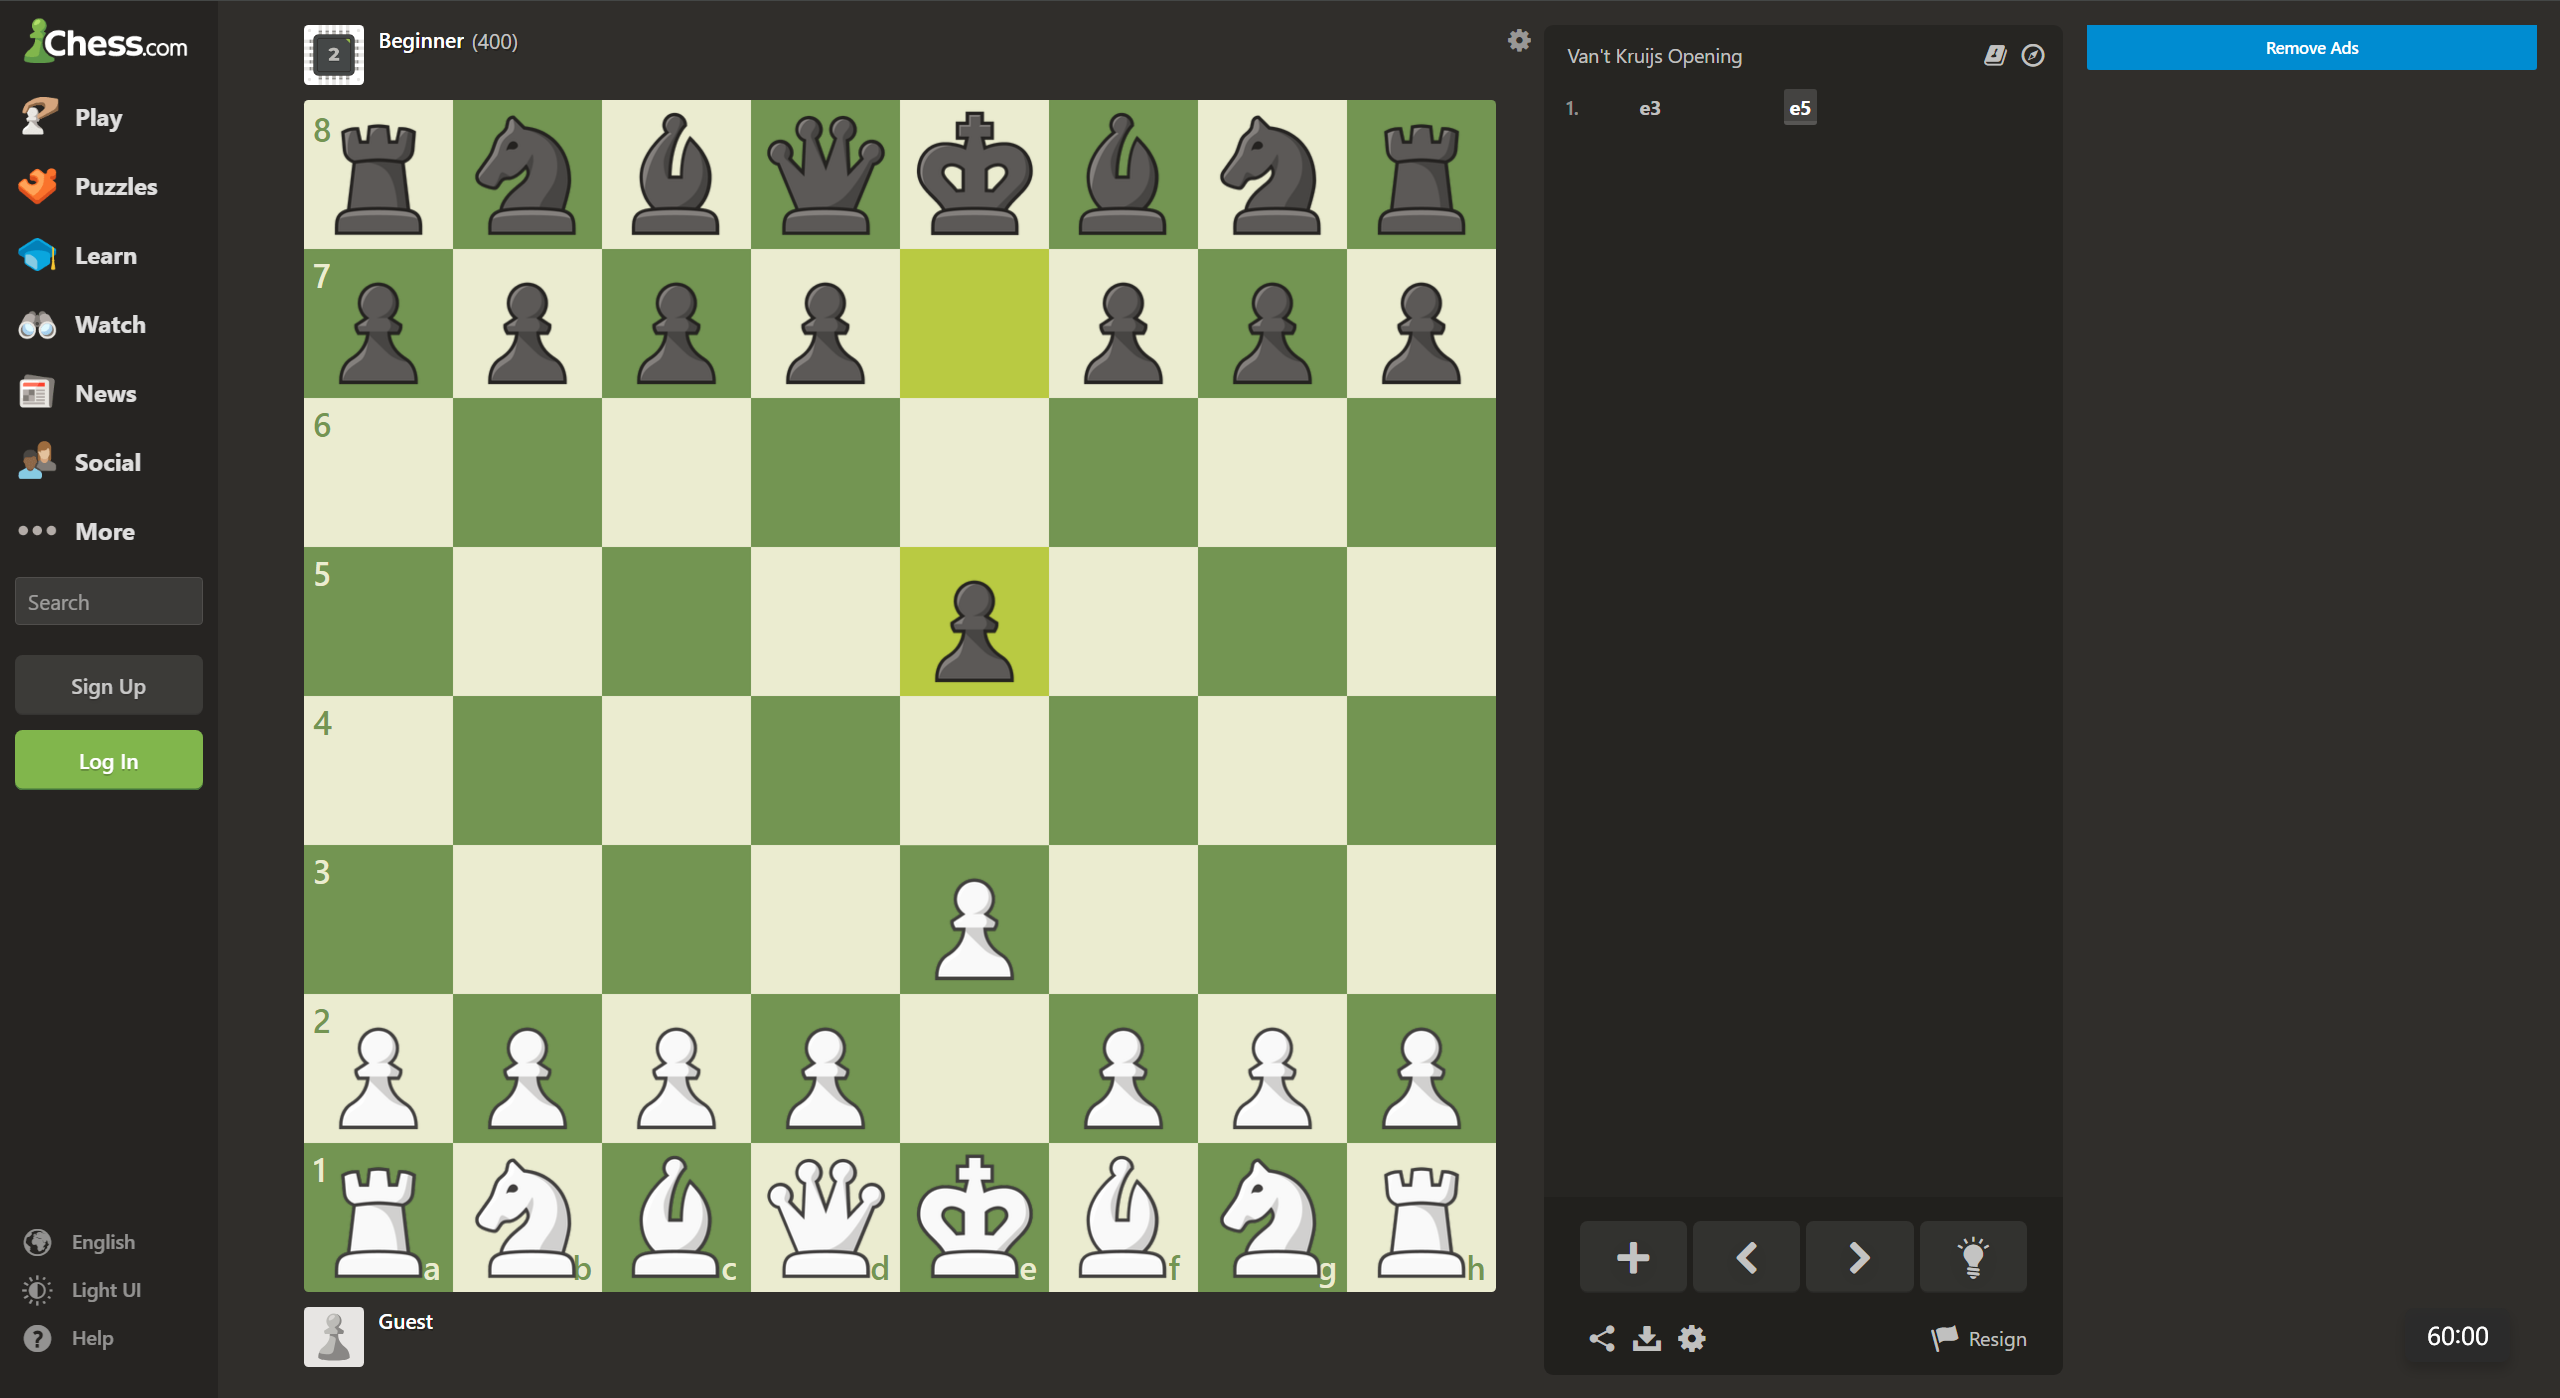 Chess.com
Play
Puzzles
Learn
Watch
News
Social
More
Search
Sign Up
Log In
English
Light UI
Help
2
Beginner (400)
8
7
6
5
4
3
2
1
a b c d e f g h
Guest
Van't Kruijs Opening
1. e3 e5
Resign
Remove Ads
60:00